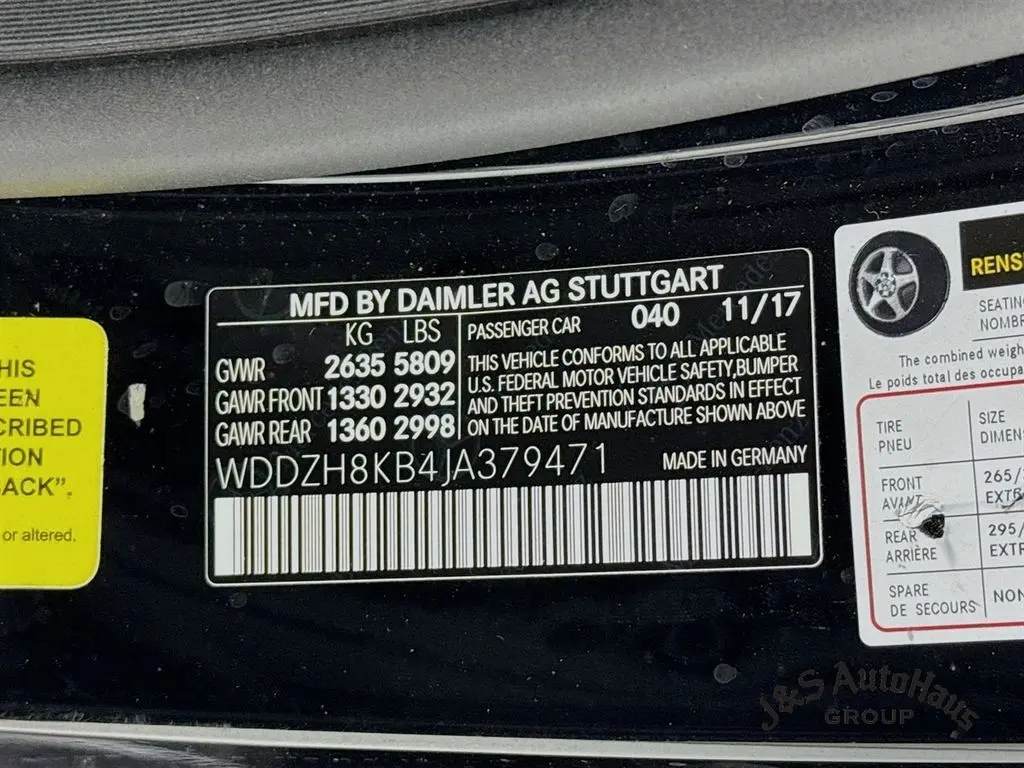 MFD BY DAIMLER AG STUTTGART
KG LBS
GVWR 2635 5809
GAWR FRONT 1330 2932
GAWR REAR 1360 2998
PASSENGER CAR 040 11/17
THIS VEHICLE CONFORMS TO ALL APPLICABLE
U.S. FEDERAL MOTOR VEHICLE SAFETY,BUMPER
AND THEFT PREVENTION STANDARDS IN EFFECT
ON THE DATE OF MANUFACTURE SHOWN ABOVE
WDDZH8KB4JA379471 MADE IN GERMANY
HIS
EEN
CRIBED
TION
BACK".
or altered.
RENS
SEATING
NOMBR
The combined weigh
Le poids total des occupa
TIRE
PNEU
SIZE
DIMEN
FRONT
AVANT
265/
EXTR
REAR
ARRIÈRE
295/
EXTR
SPARE
DE SECOURS
NON
J&S AutoHaus
GROUP